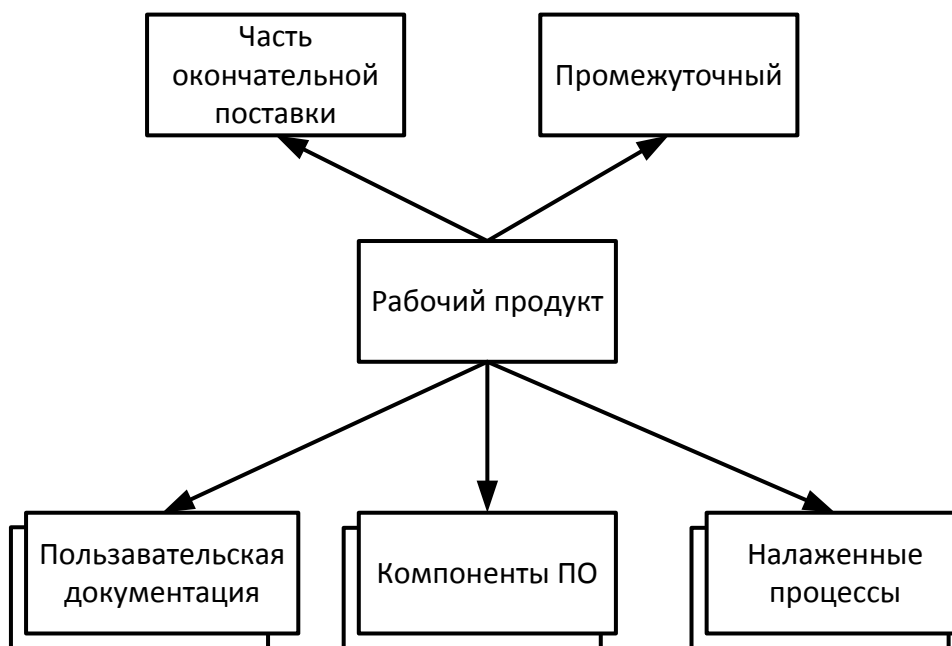 Часть
окончательной
поставки
Промежуточный
Рабочий продукт
Пользавательская
документация
Компоненты ПО
Налаженные
процессы